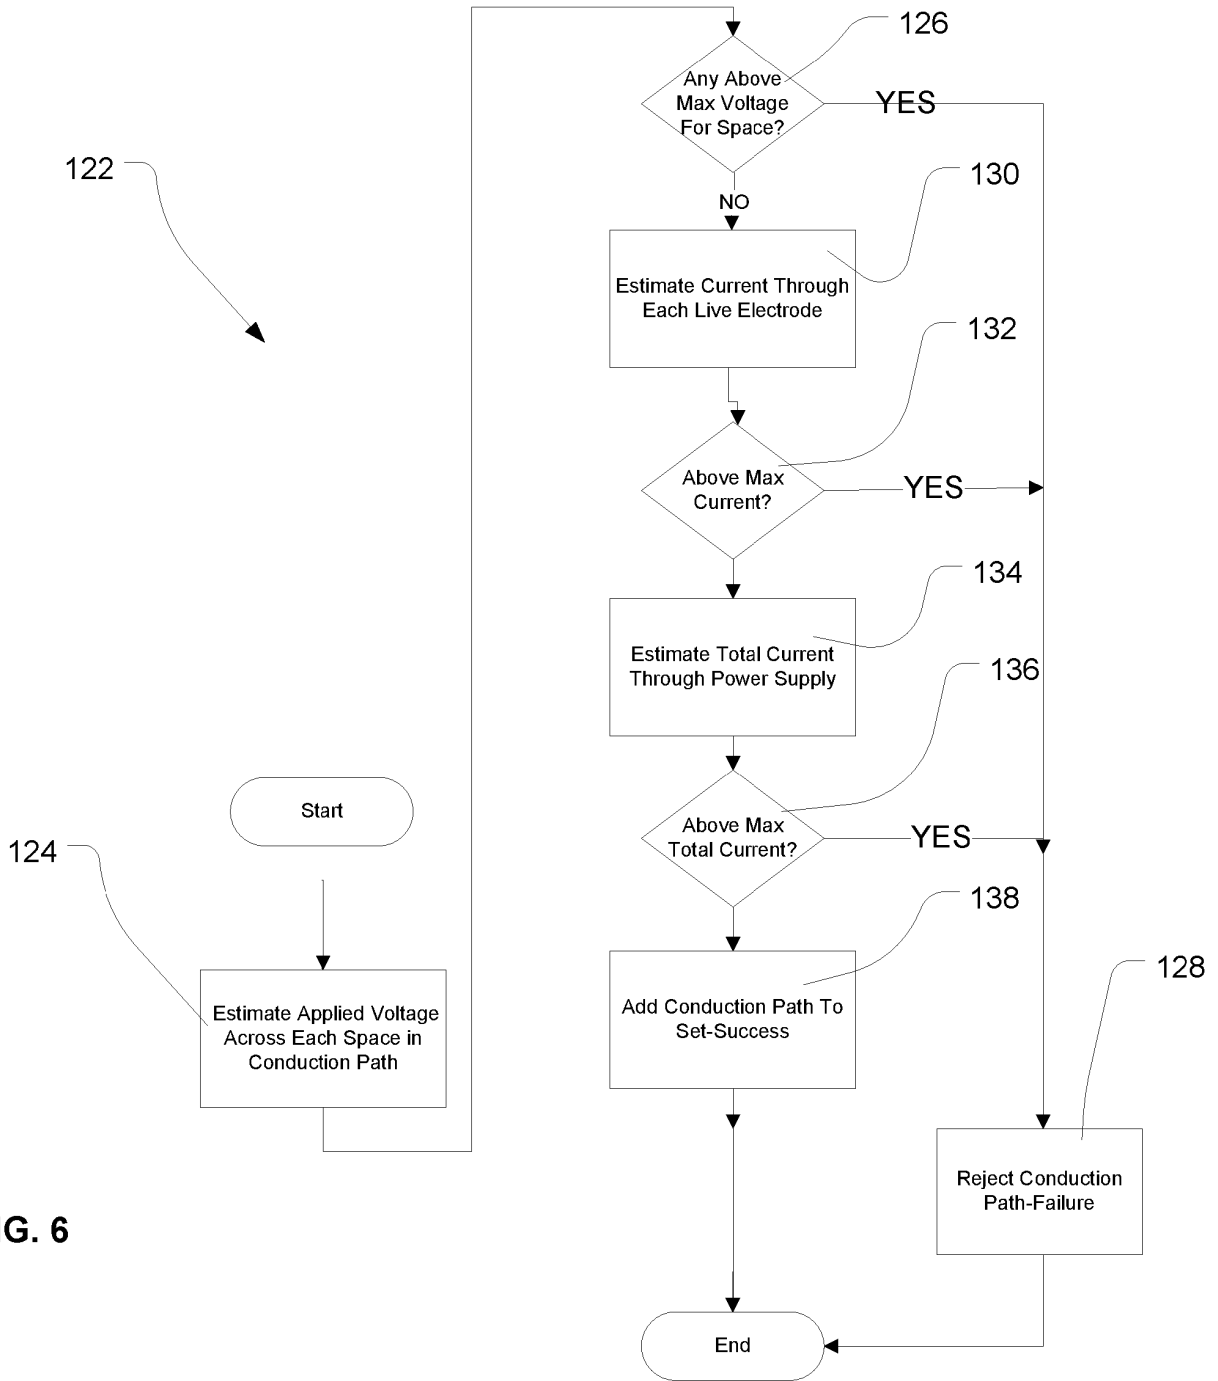 126
Any Above
Max Voltage
For Space?
YES
122
130
NO
Estimate Current Through
Each Live Electrode
132
Above Max
Current?
YES
134
Estimate Total Current
Through Power Supply
136
Start
Above Max
Total Current?
YES
124
138
128
Estimate Applied Voltage
Across Each Space in
Conduction Path
Add Conduction Path To
Set-Success
Reject Conduction
Path-Failure
G. 6
End